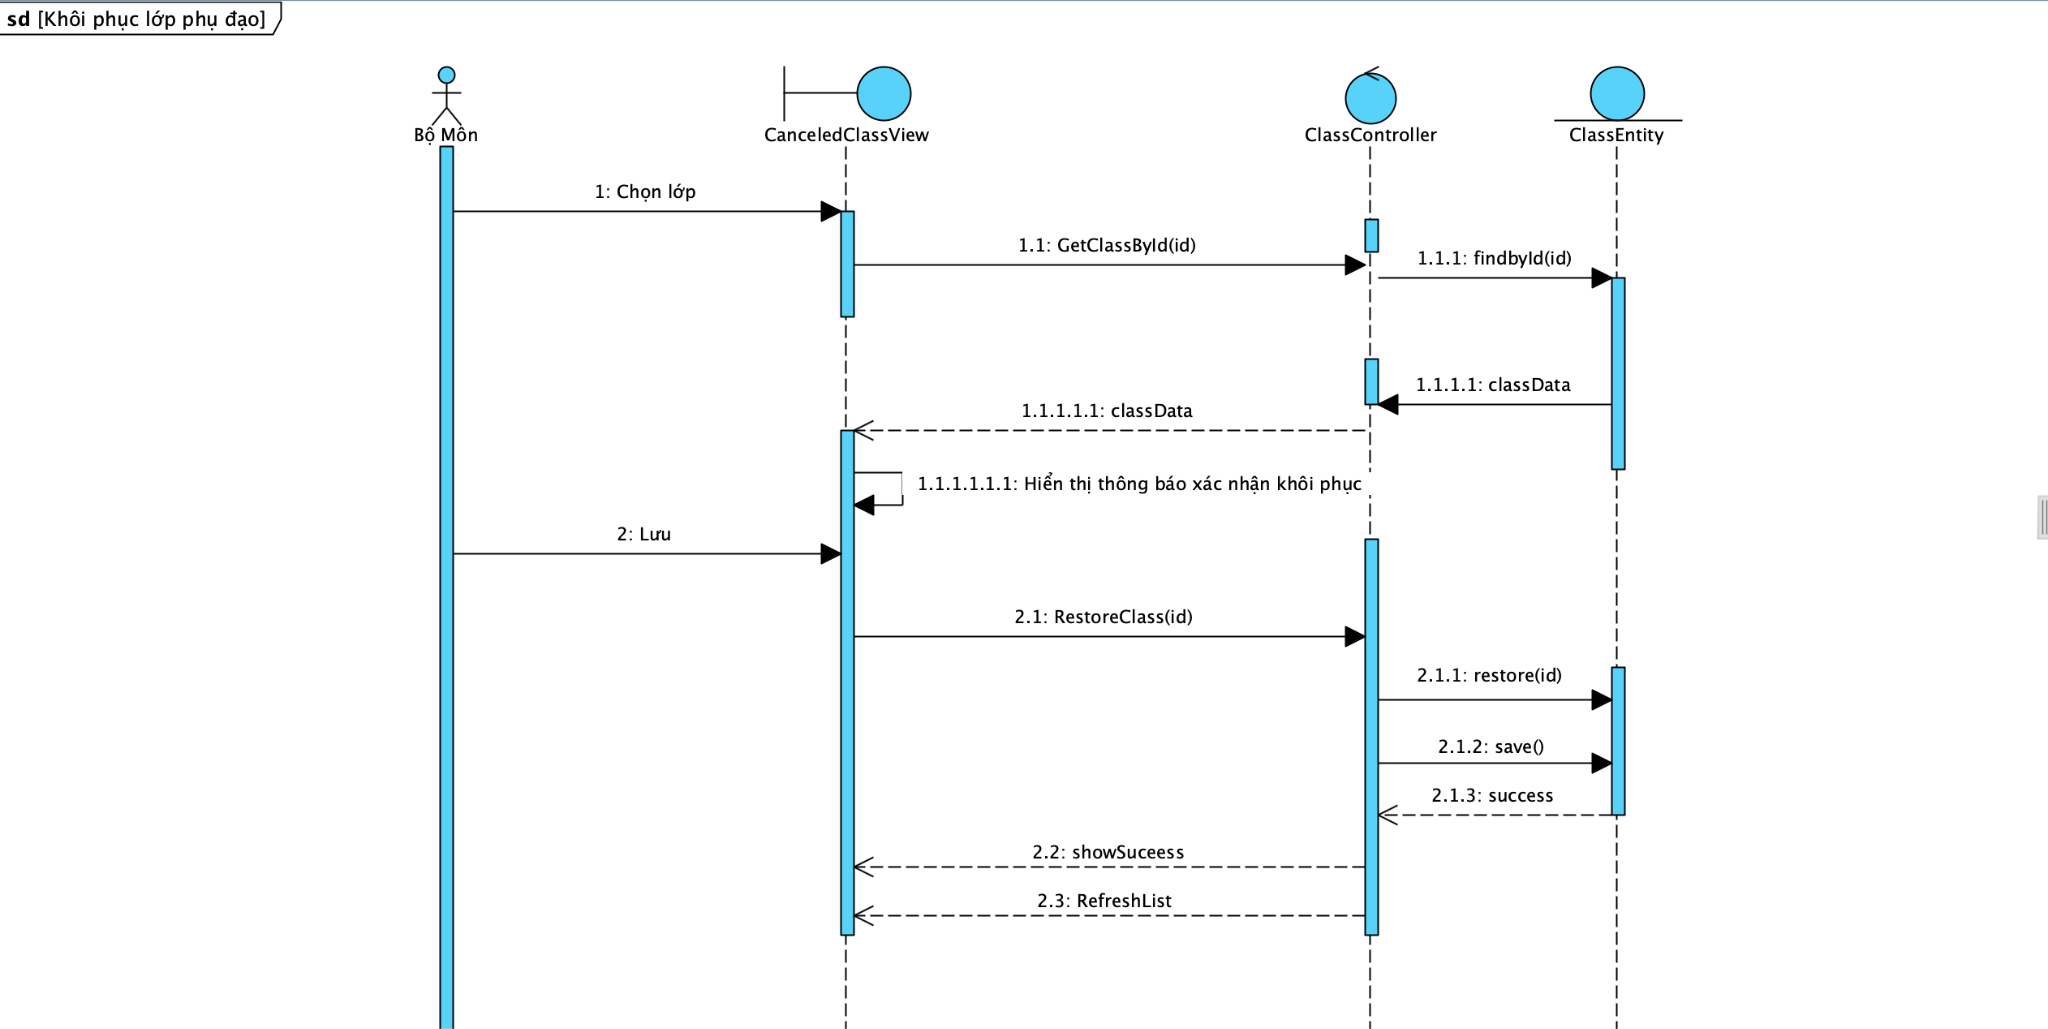 sd [Khôi phục lớp phụ đạo]
Bộ Môn
CanceledClassView
ClassController
ClassEntity
1: Chọn lớp
1.1: GetClassById(id)
1.1.1: findbyId(id)
1.1.1.1: classData
1.1.1.1.1: classData
1.1.1.1.1.1: Hiển thị thông báo xác nhận khôi phục
2: Lưu
2.1: RestoreClass(id)
2.1.1: restore(id)
2.1.2: save()
2.1.3: success
2.2: showSuceess
2.3: RefreshList